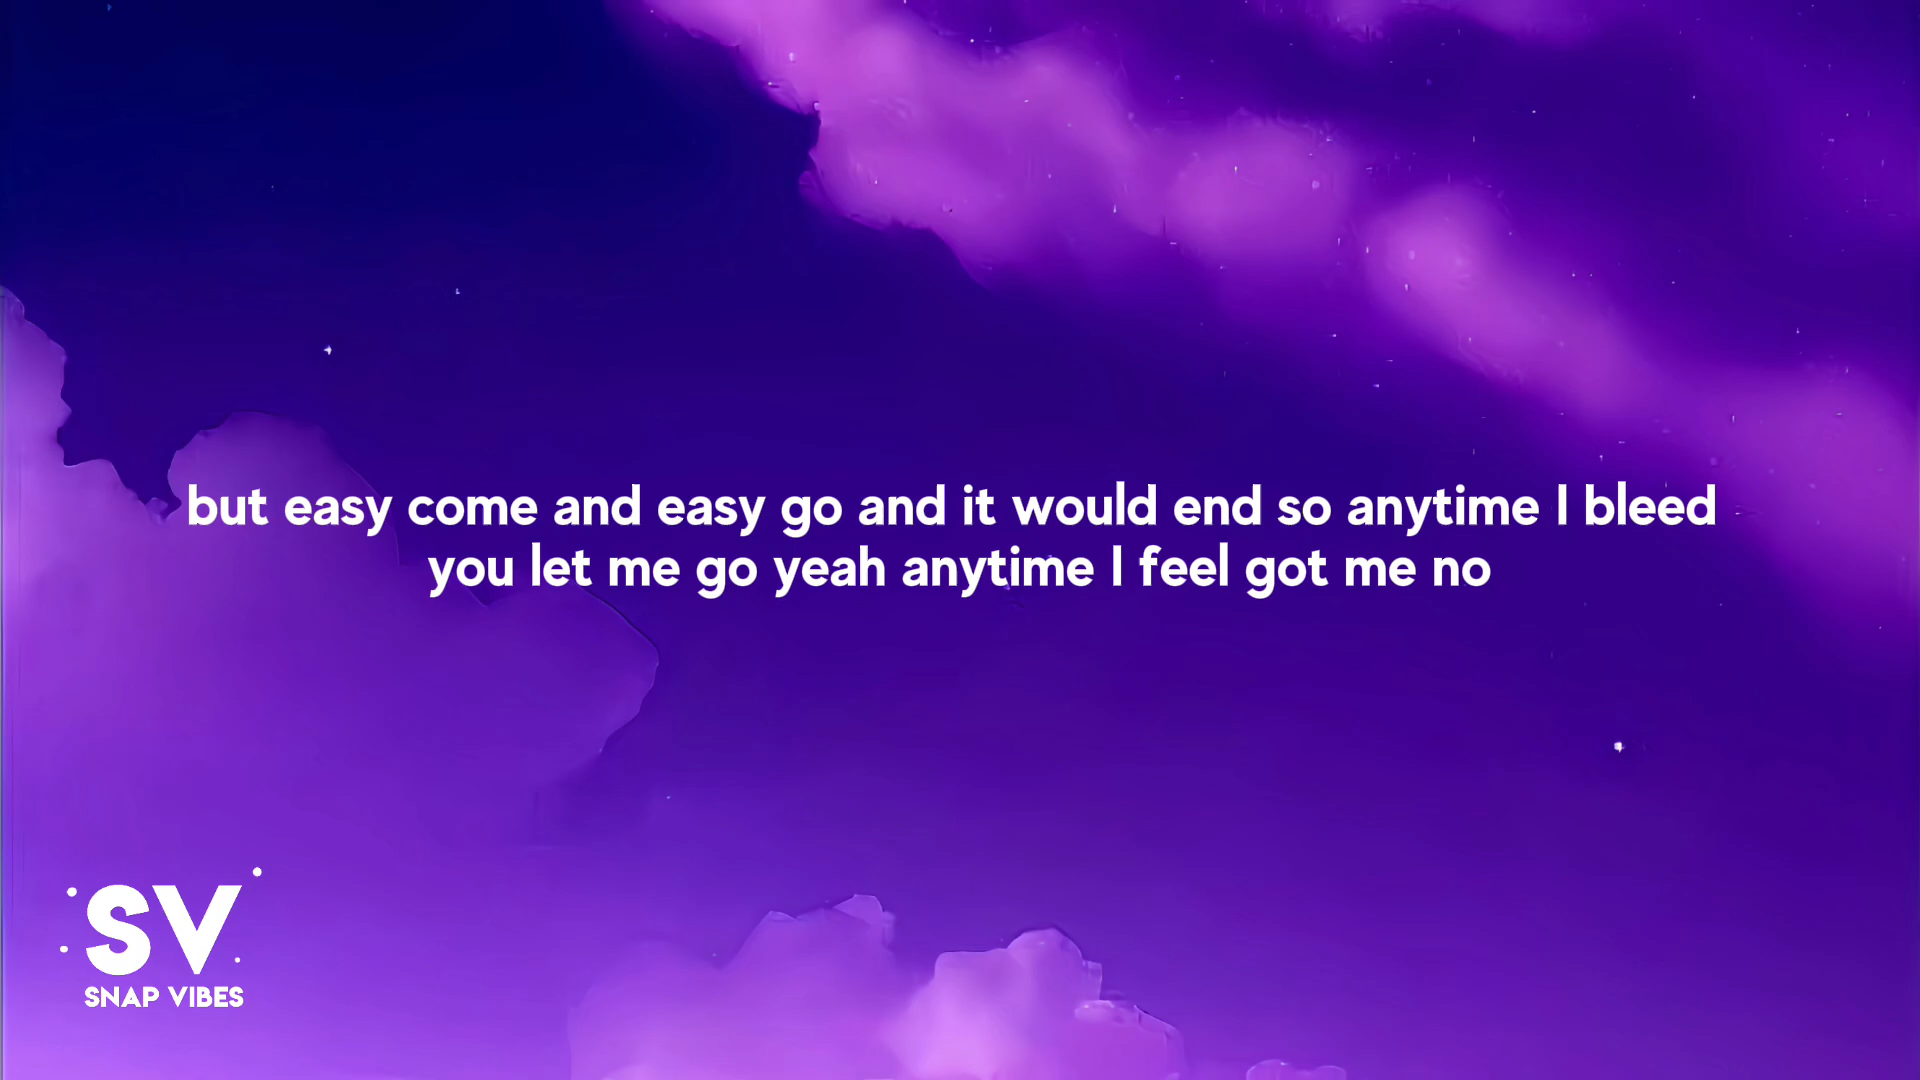 but easy come and easy go and it would end so anytime I bleed
you let me go yeah anytime I feel got me no
SV
SNAP VIBES